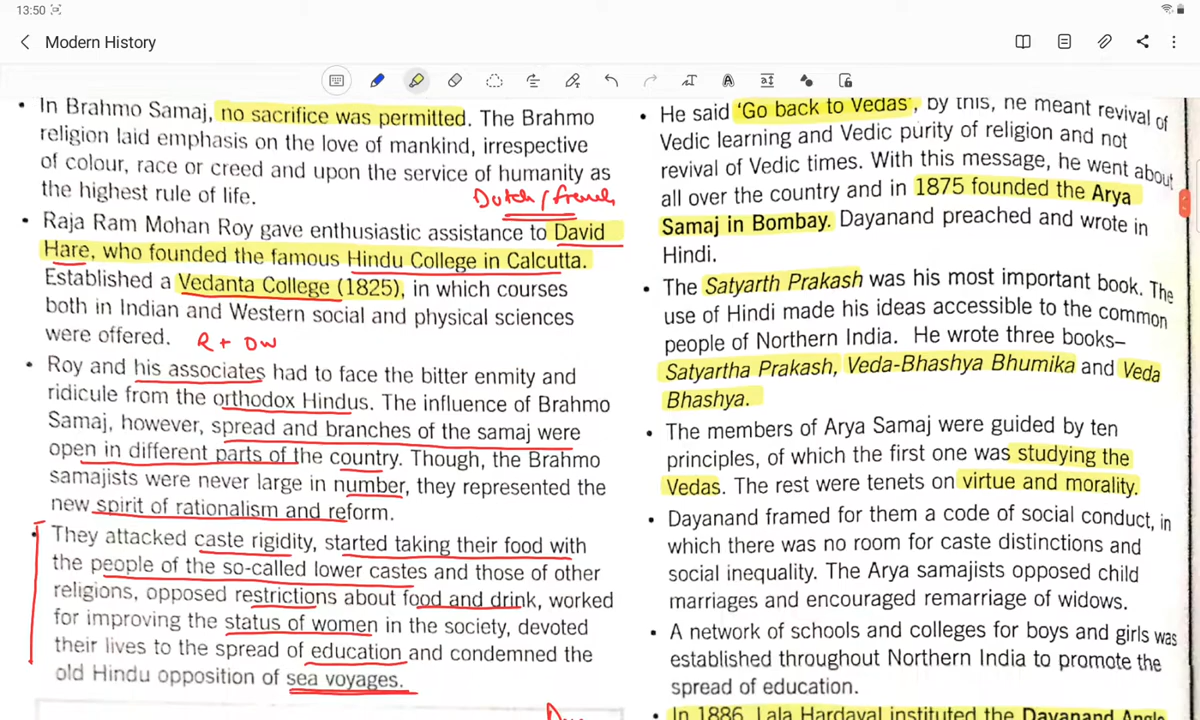 13:50
Modern History
• In Brahmo Samaj, no sacrifice was permitted. The Brahmo
religion laid emphasis on the love of mankind, irrespective
of colour, race or creed and upon the service of humanity as
the highest rule of life.
Dutch / French
• Raja Ram Mohan Roy gave enthusiastic assistance to David
Hare, who founded the famous Hindu College in Calcutta.
Established a Vedanta College (1825), in which courses
both in Indian and Western social and physical sciences
were offered.
R + DW
• Roy and his associates had to face the bitter enmity and
ridicule from the orthodox Hindus. The influence of Brahmo
Samaj, however, spread and branches of the samaj were
open in different parts of the country. Though, the Brahmo
samajists were never large in number, they represented the
new spirit of rationalism and reform.
• They attacked caste rigidity, started taking their food with
the people of the so-called lower castes and those of other
religions, opposed restrictions about food and drink, worked
for improving the status of women in the society, devoted
their lives to the spread of education and condemned the
old Hindu opposition of sea voyages.
• He said 'Go back to Vedas', by this, he meant revival of
Vedic learning and Vedic purity of religion and not
revival of Vedic times. With this message, he went about
all over the country and in 1875 founded the Arya
Samaj in Bombay. Dayanand preached and wrote in
Hindi.
• The Satyarth Prakash was his most important book. The
use of Hindi made his ideas accessible to the common
people of Northern India. He wrote three books–
Satyartha Prakash, Veda-Bhashya Bhumika and Veda
Bhashya.
• The members of Arya Samaj were guided by ten
principles, of which the first one was studying the
Vedas. The rest were tenets on virtue and morality.
• Dayanand framed for them a code of social conduct, in
which there was no room for caste distinctions and
social inequality. The Arya samajists opposed child
marriages and encouraged remarriage of widows.
• A network of schools and colleges for boys and girls was
established throughout Northern India to promote the
spread of education.
• In 1886, Lala Hardayal instituted the Dayanand Anglo